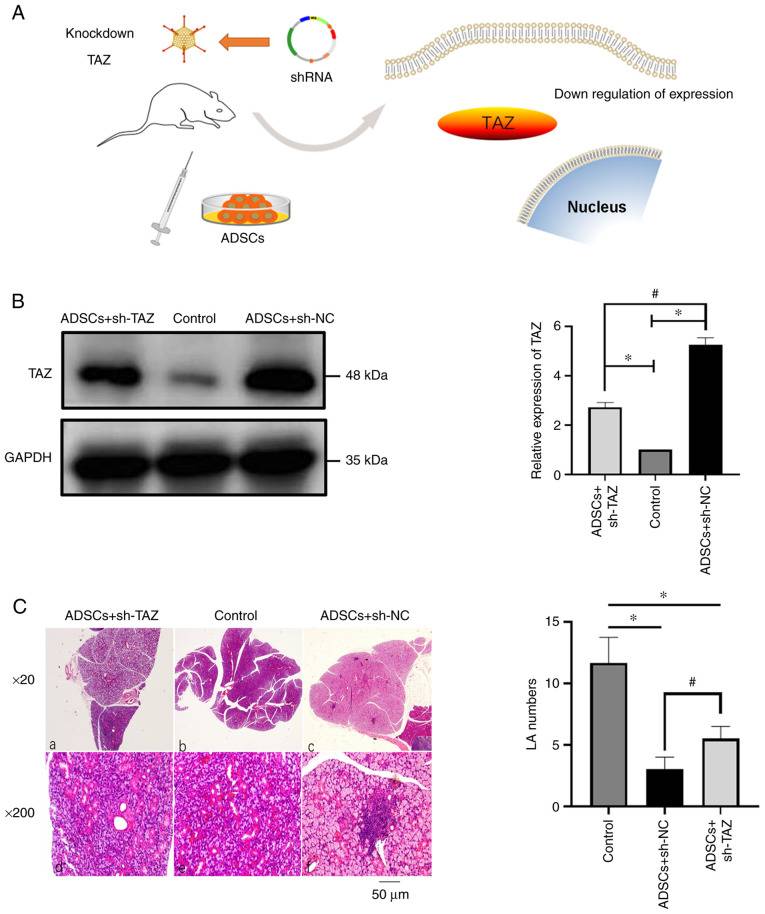 A
Knockdown
TAZ
shRNA
ADSCs
Down regulation of expression
TAZ
Nucleus
B
ADSCs+sh-TAZ Control ADSCs+sh-NC
TAZ
48 kDa
GAPDH
35 kDa
Relative expression of TAZ
6
4
2
0
#
*
*
ADSCs+
sh-TAZ
Control
ADSCs+sh-NC
C
ADSCs+sh-TAZ Control ADSCs+sh-NC
×20
a b c
×200
d e f
50 μm
LA numbers
15
10
5
0
*
*
#
Control
ADSCs+sh-NC
ADSCs+
sh-TAZ